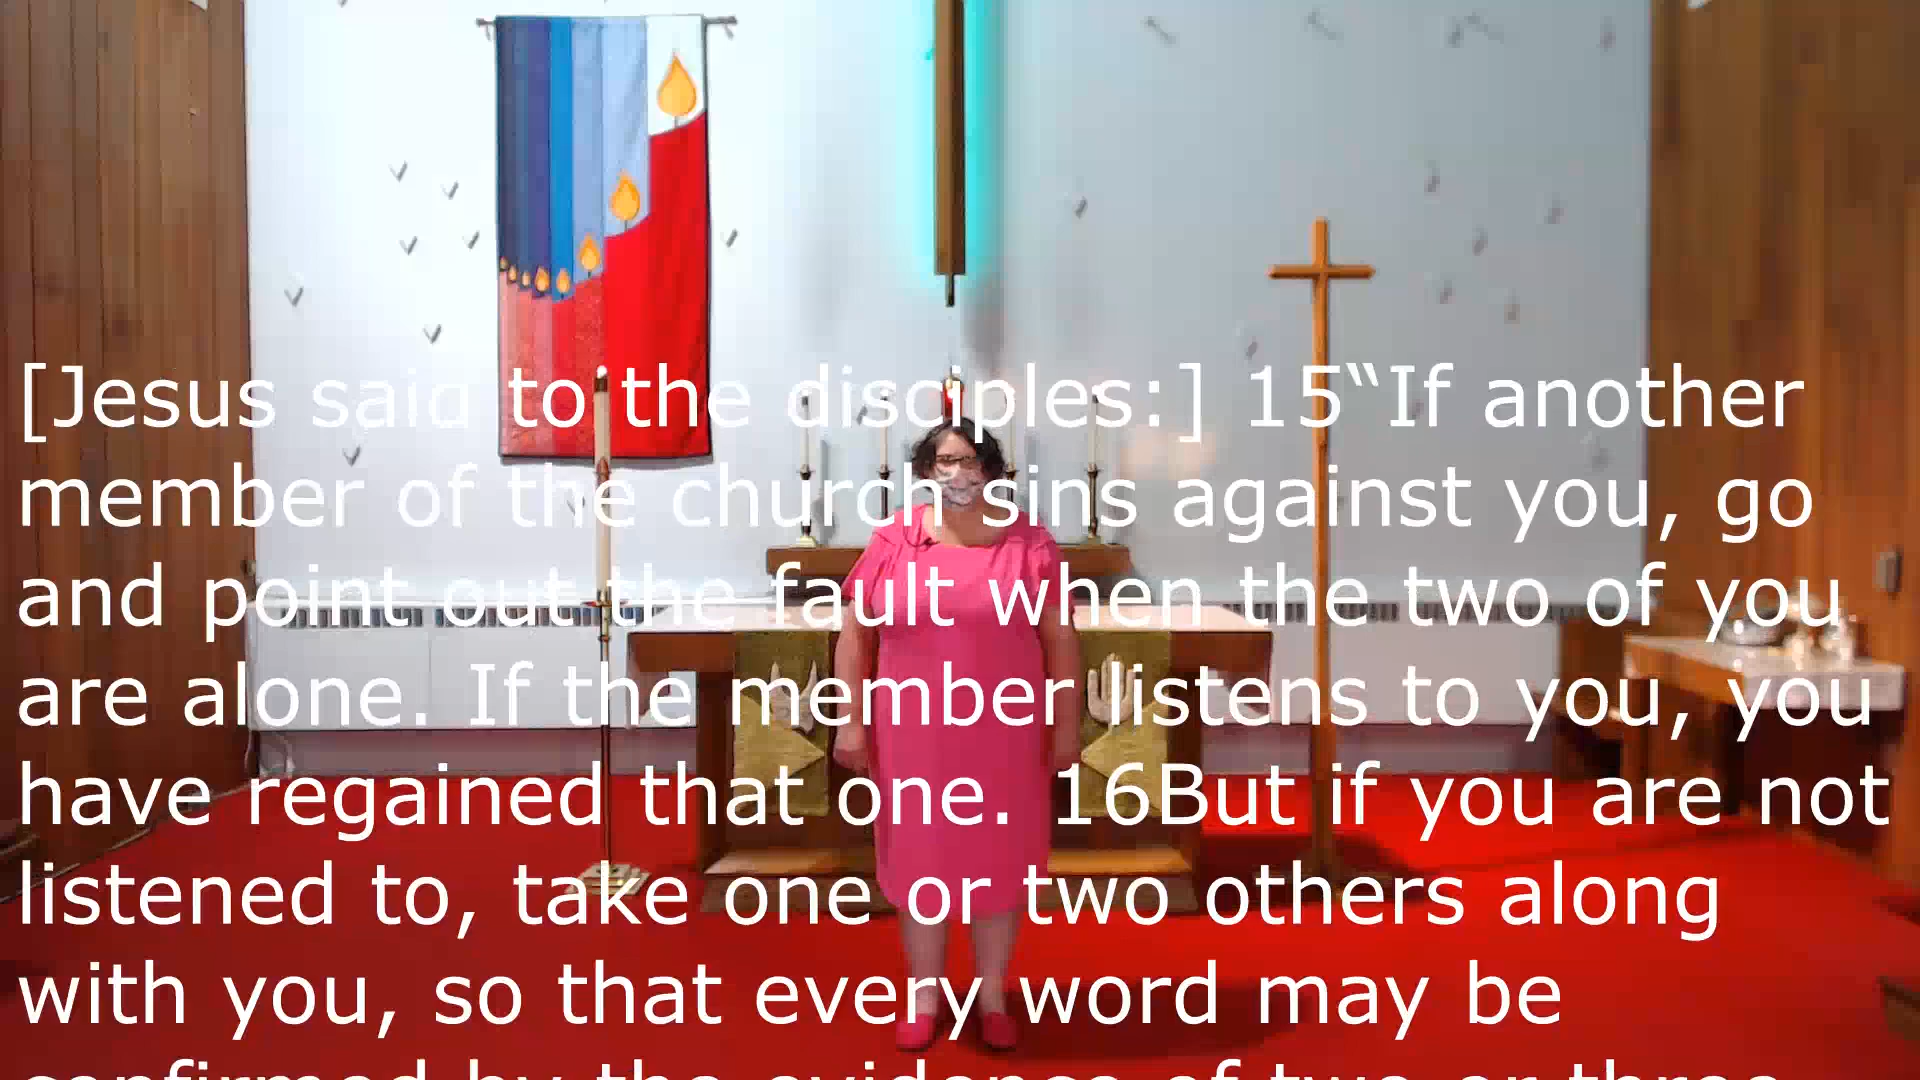 [Jesus said to the disciples:] 15“If another
member of the church sins against you, go
and point out the fault when the two of you
are alone. If the member listens to you, you
have regained that one. 16But if you are not
listened to, take one or two others along
with you, so that every word may be
confirmed by the evidence of two or three